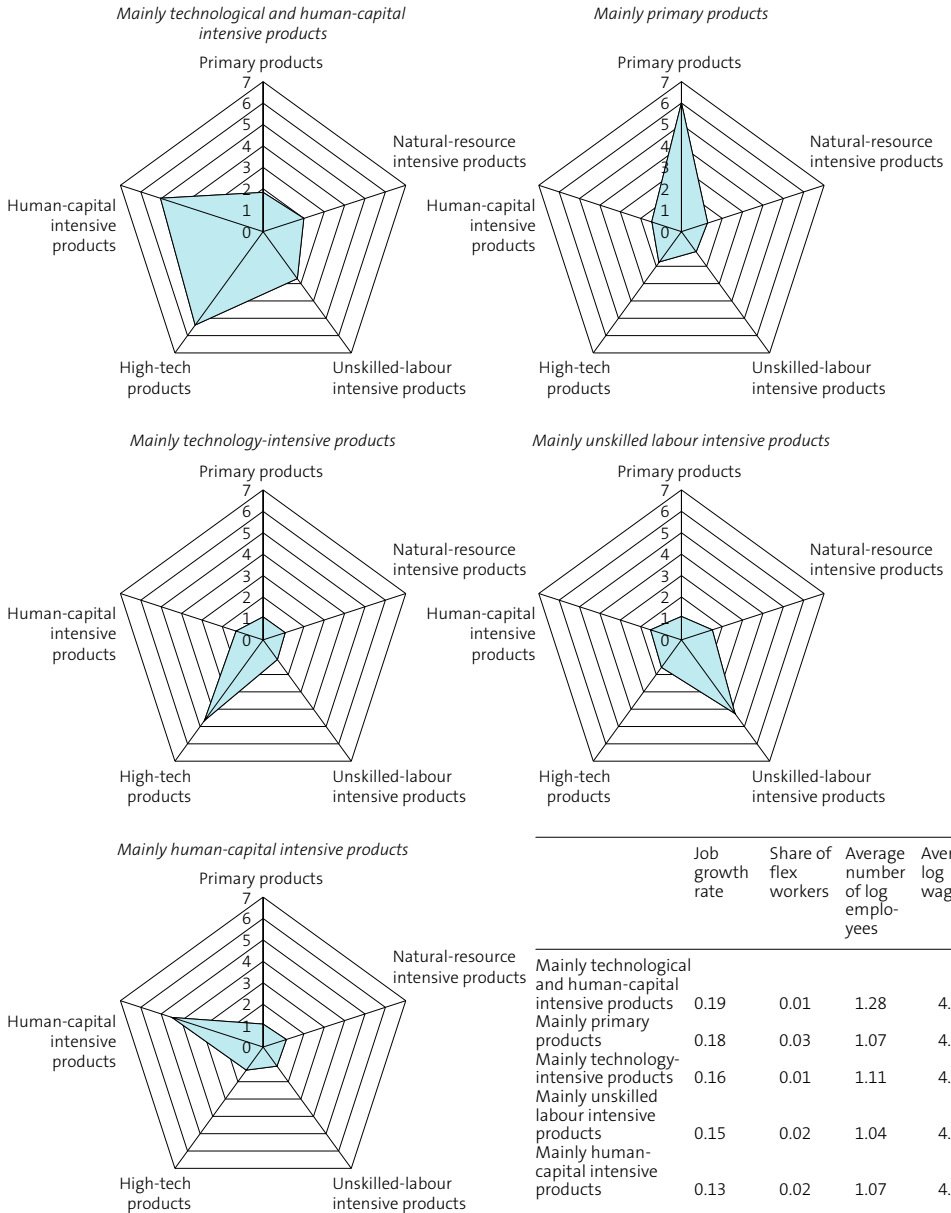 Mainly technological and human-capital
intensive products
Primary products
7
6
5
4
3
2
1
0
Natural-resource
intensive products
Human-capital
intensive
products
High-tech
products
Unskilled-labour
intensive products
Mainly primary products
Primary products
7
6
5
4
3
2
1
0
Natural-resource
intensive products
Human-capital
intensive
products
High-tech
products
Unskilled-labour
intensive products
Mainly technology-intensive products
Primary products
7
6
5
4
3
2
1
0
Natural-resource
intensive products
Human-capital
intensive
products
High-tech
products
Unskilled-labour
intensive products
Mainly unskilled labour intensive products
Primary products
7
6
5
4
3
2
1
0
Natural-resource
intensive products
Human-capital
intensive
products
High-tech
products
Unskilled-labour
intensive products
Mainly human-capital intensive products
Primary products
7
6
5
4
3
2
1
0
Natural-resource
intensive products
Human-capital
intensive
products
High-tech
products
Unskilled-labour
intensive products
Job Share of Average Aver
growth flex number log
rate workers of log wag
emplo-
yees
Mainly technological
and human-capital
intensive products 0.19 0.01 1.28 4.
Mainly primary
products 0.18 0.03 1.07 4.
Mainly technology-
intensive products 0.16 0.01 1.11 4.
Mainly unskilled
labour intensive
products 0.15 0.02 1.04 4.
Mainly human-
capital intensive
products 0.13 0.02 1.07 4.